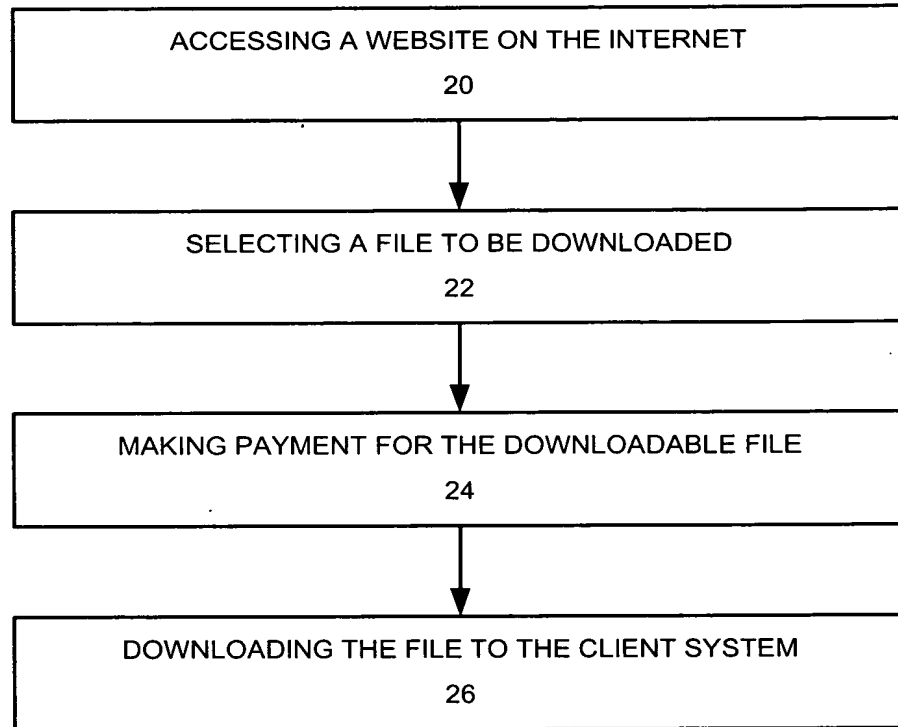 ACCESSING A WEBSITE ON THE INTERNET
20
SELECTING A FILE TO BE DOWNLOADED
22
MAKING PAYMENT FOR THE DOWNLOADABLE FILE
24
DOWNLOADING THE FILE TO THE CLIENT SYSTEM
26